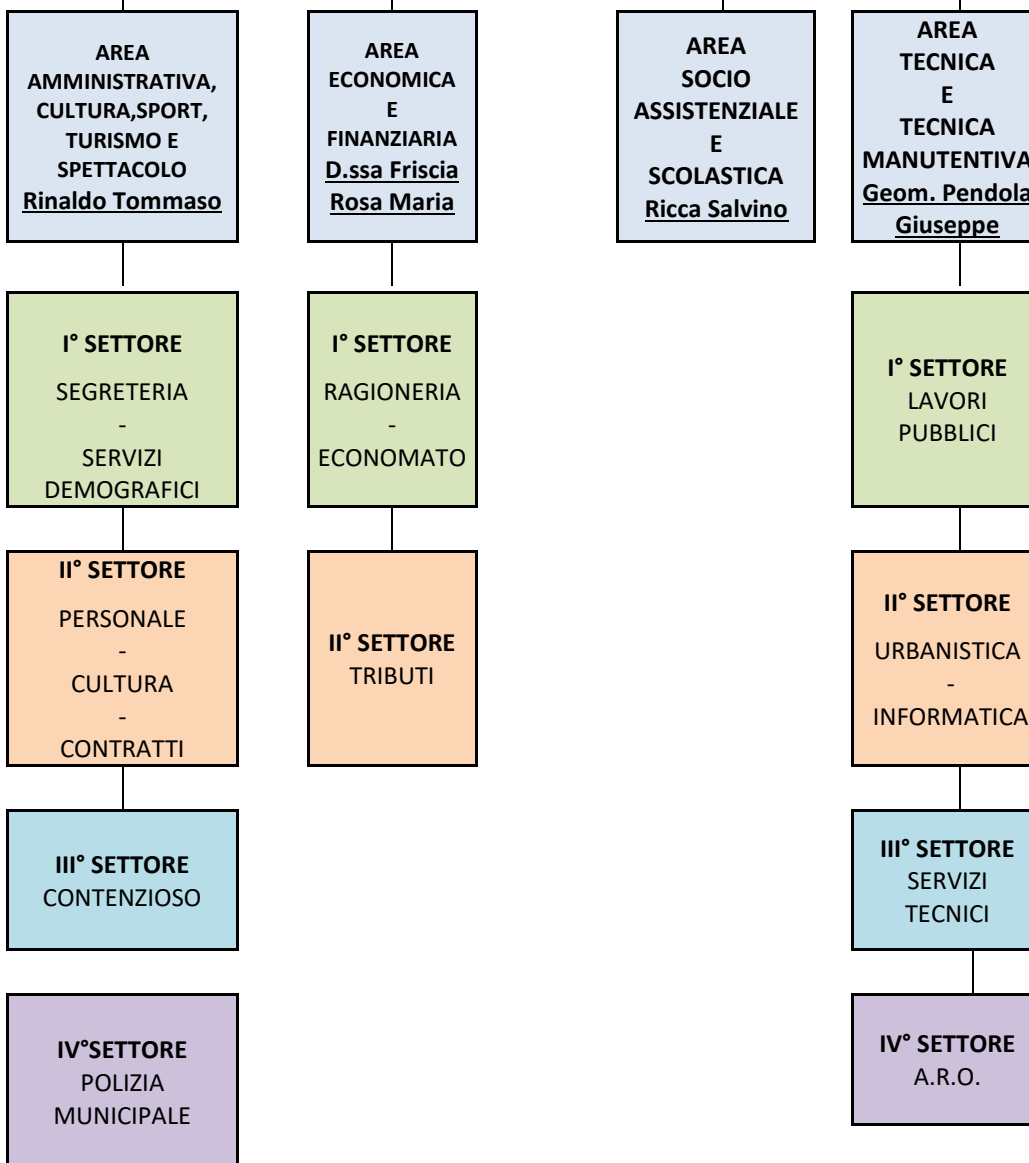 AREA
AMMINISTRATIVA,
CULTURA,SPORT,
TURISMO E
SPETTACOLO
Rinaldo Tommaso
I° SETTORE
SEGRETERIA
-
SERVIZI
DEMOGRAFICI
II° SETTORE
PERSONALE
-
CULTURA
-
CONTRATTI
III° SETTORE
CONTENZIOSO
IV°SETTORE
POLIZIA
MUNICIPALE
AREA
ECONOMICA
E
FINANZIARIA
D.ssa Friscia
Rosa Maria
I° SETTORE
RAGIONERIA
-
ECONOMATO
II° SETTORE
TRIBUTI
AREA
SOCIO
ASSISTENZIALE
E
SCOLASTICA
Ricca Salvino
AREA
TECNICA
E
TECNICA
MANUTENTIVA
Geom. Pendola
Giuseppe
I° SETTORE
LAVORI
PUBBLICI
II° SETTORE
URBANISTICA
-
INFORMATICA
III° SETTORE
SERVIZI
TECNICI
IV° SETTORE
A.R.O.